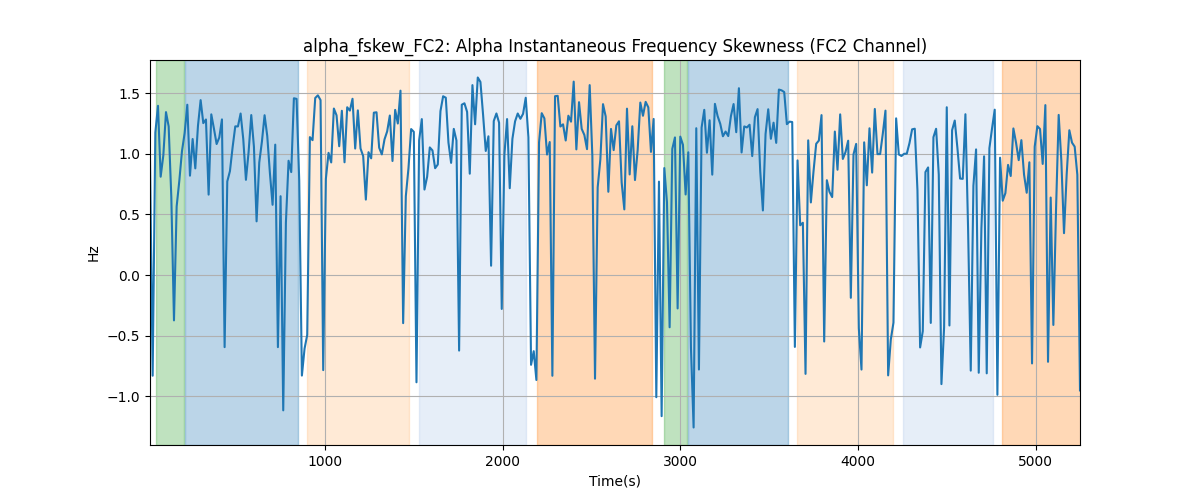 alpha_fskew_FC2: Alpha Instantaneous Frequency Skewness (FC2 Channel)
1.5
1.0
0.5
0.0
−0.5
−1.0
Hz
1000 2000 3000 4000 5000
Time(s)